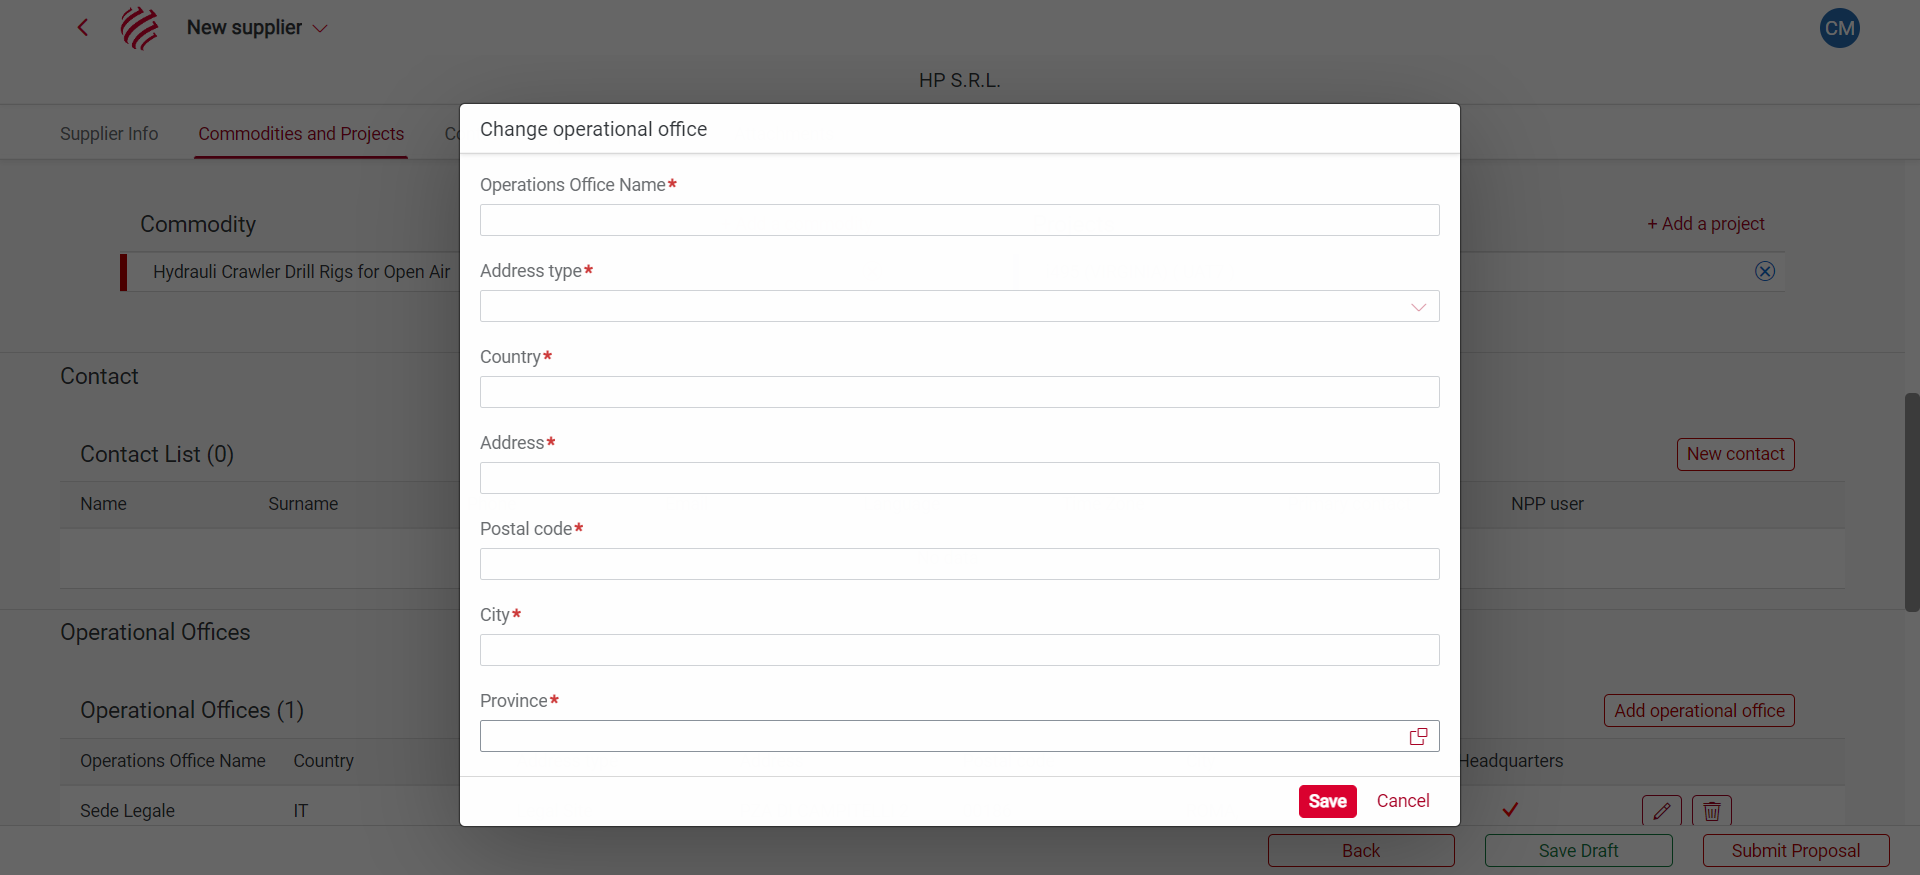 New supplier
CM
HP S.R.L.
Supplier Info
Commodities and Projects
Change operational office
Operations Office Name*
Commodity
+ Add a project
Hydrauli Crawler Drill Rigs for Open Air
Address type*
Country*
Contact
Address*
Contact List (0)
New contact
Name
Surname
NPP user
Postal code*
City*
Operational Offices
Province*
Operational Offices (1)
Add operational office
Operations Office Name
Country
Headquarters
Save
Cancel
Sede Legale
IT
Back
Save Draft
Submit Proposal